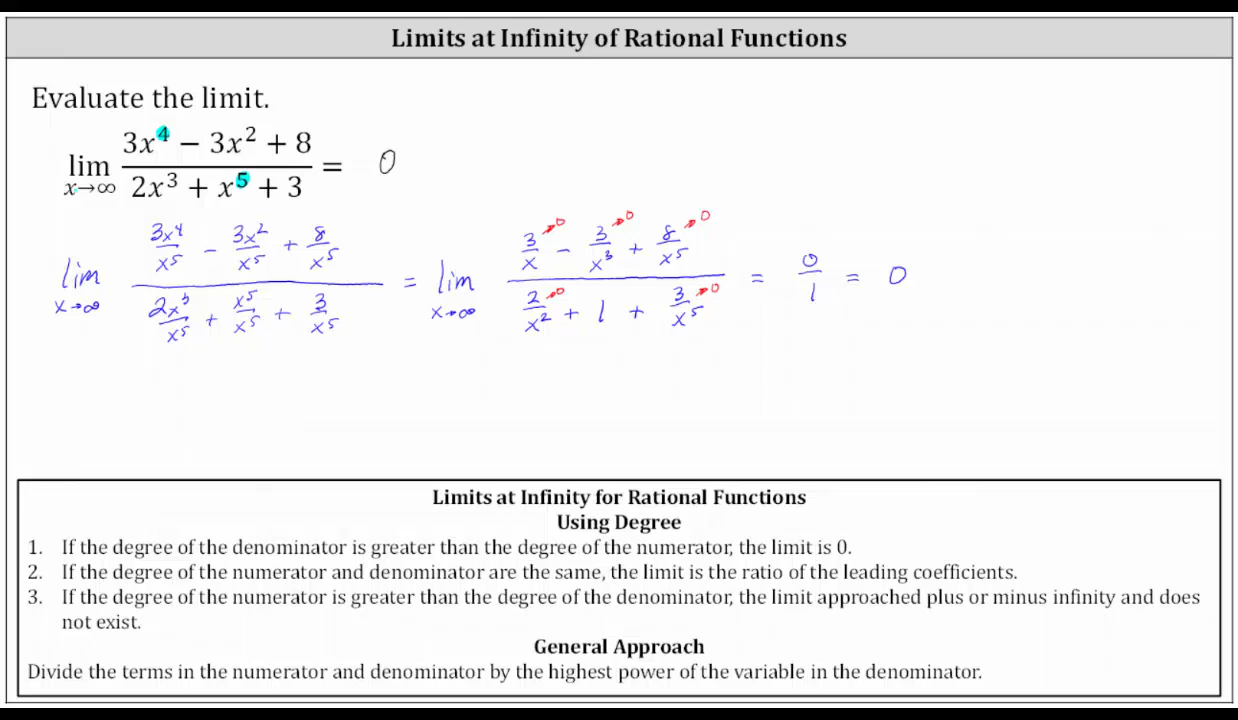 Limits at Infinity of Rational Functions
Evaluate the limit.
lim x→∞ (3x⁴ − 3x² + 8)/(2x³ + x⁵ + 3) = 0
lim x→∞ (3x⁴/x⁵ − 3x²/x⁵ + 8/x⁵)/(2x³/x⁵ + x⁵/x⁵ + 3/x⁵) = lim x→∞ (3/x →0 − 3/x³ →0 + 8/x⁵ →0)/(2/x² →0 + 1 + 3/x⁵ →0) = 0/1 = 0
Limits at Infinity for Rational Functions
Using Degree
1. If the degree of the denominator is greater than the degree of the numerator, the limit is 0.
2. If the degree of the numerator and denominator are the same, the limit is the ratio of the leading coefficients.
3. If the degree of the numerator is greater than the degree of the denominator, the limit approached plus or minus infinity and does
not exist.
General Approach
Divide the terms in the numerator and denominator by the highest power of the variable in the denominator.